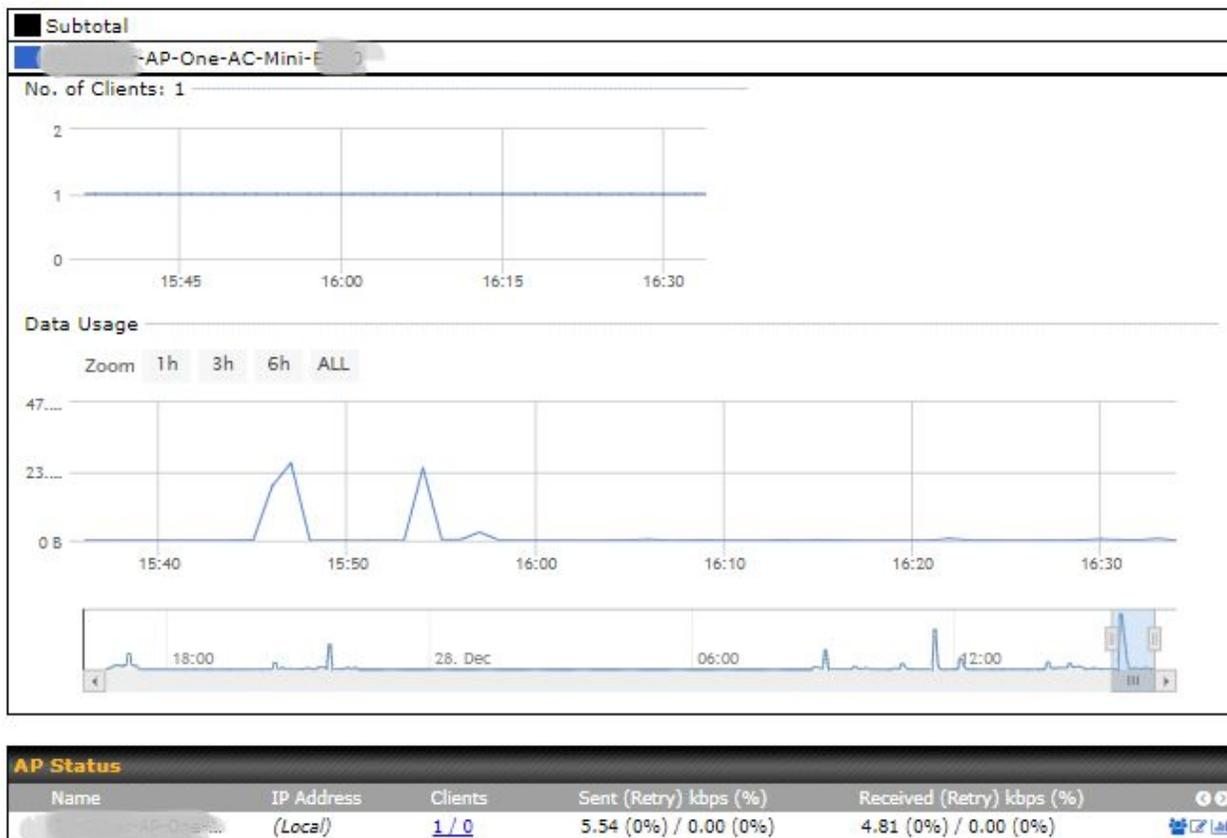 Subtotal
-AP-One-AC-Mini-
No. of Clients: 1
2
1
0
15:45 16:00 16:15 16:30
Data Usage
Zoom 1h 3h 6h ALL
47....
23....
0 B
15:40 15:50 16:00 16:10 16:20 16:30
18:00 28. Dec 06:00 12:00
AP Status
Name IP Address Clients Sent (Retry) kbps (%) Received (Retry) kbps (%)
-AP-One-... (Local) 1 / 0 5.54 (0%) / 0.00 (0%) 4.81 (0%) / 0.00 (0%)